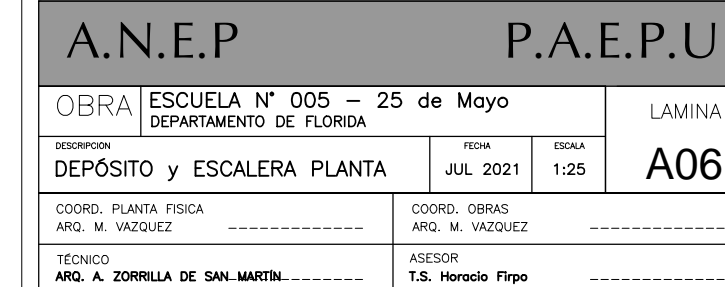 A.N.E.P P.A.E.P.U
OBRA ESCUELA N° 005 – 25 de Mayo
DEPARTAMENTO DE FLORIDA
LAMINA
DESCRIPCION FECHA ESCALA
DEPÓSITO y ESCALERA PLANTA JUL 2021 1:25 A06
COORD. PLANTA FISICA COORD. OBRAS
ARQ. M. VAZQUEZ ARQ. M. VAZQUEZ
TÉCNICO ASESOR
ARQ. A. ZORRILLA DE SAN MARTÍN T.S. Horacio Firpo